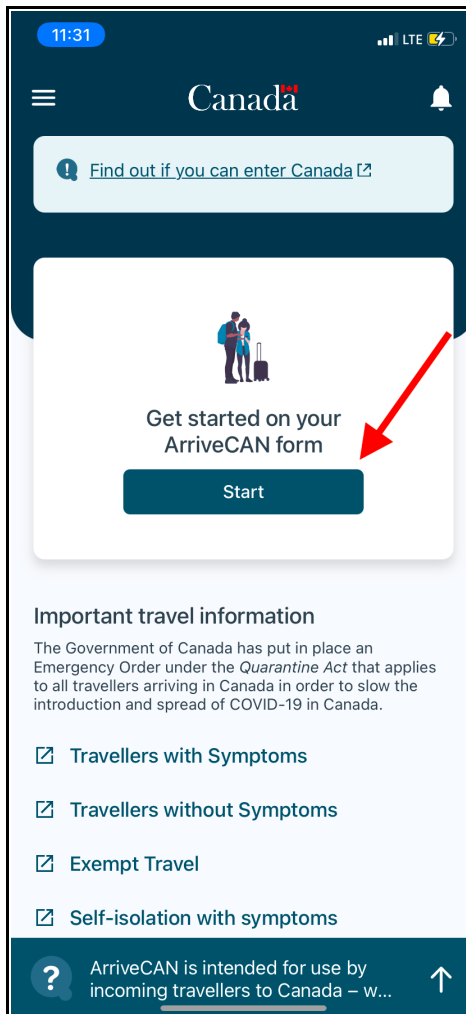 11:31
LTE
Canada
Find out if you can enter Canada
Get started on your
ArriveCAN form
Start
Important travel information
The Government of Canada has put in place an
Emergency Order under the Quarantine Act that applies
to all travellers arriving in Canada in order to slow the
introduction and spread of COVID-19 in Canada.
Travellers with Symptoms
Travellers without Symptoms
Exempt Travel
Self-isolation with symptoms
?
ArriveCAN is intended for use by
incoming travellers to Canada – w...